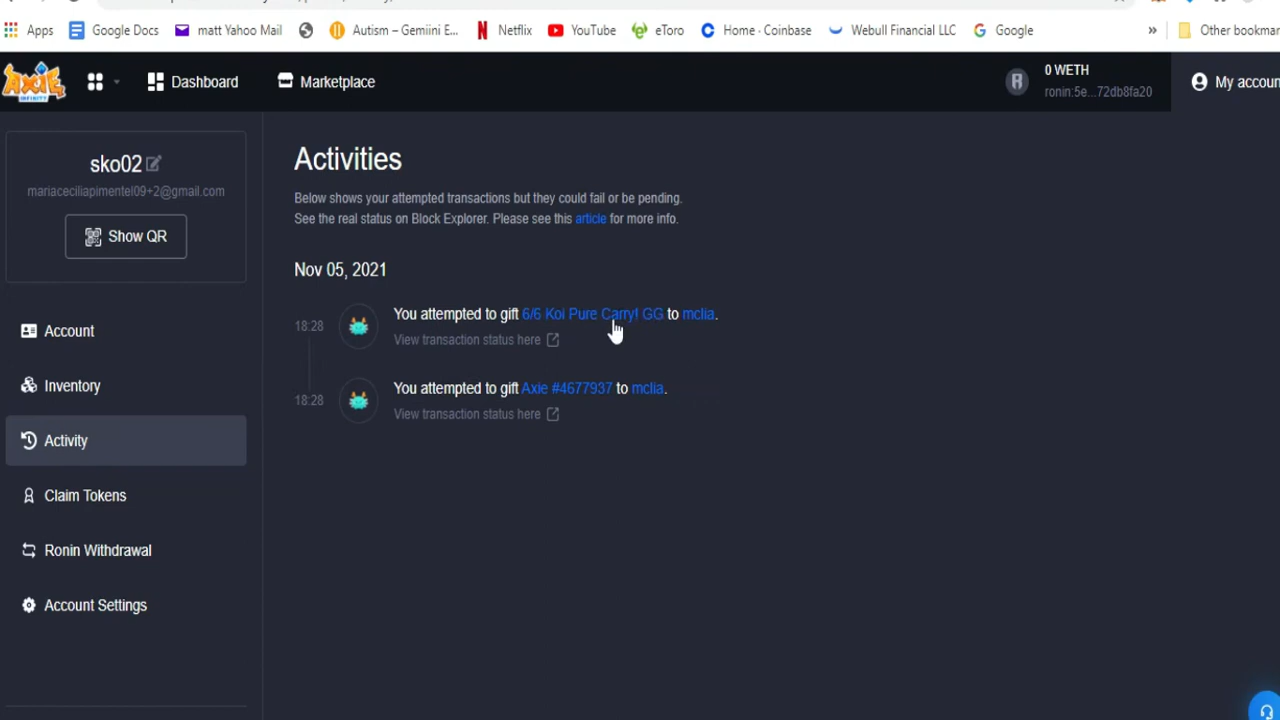 Apps
Google Docs
matt Yahoo Mail
Autism – Gemiini E...
Netflix
YouTube
eToro
Home · Coinbase
Webull Financial LLC
Google
»
Other bookmar
AXIE
INFINITY
Dashboard
Marketplace
0 WETH
ronin:5e...72db8fa20
My accoun
sko02
mariaceciliapimentel09+2@gmail.com
Show QR
Account
Inventory
Activity
Claim Tokens
Ronin Withdrawal
Account Settings
Activities
Below shows your attempted transactions but they could fail or be pending.
See the real status on Block Explorer. Please see this article for more info.
Nov 05, 2021
18:28
You attempted to gift 6/6 Koi Pure Carry! GG to mclia.
View transaction status here
18:28
You attempted to gift Axie #4677937 to mclia.
View transaction status here